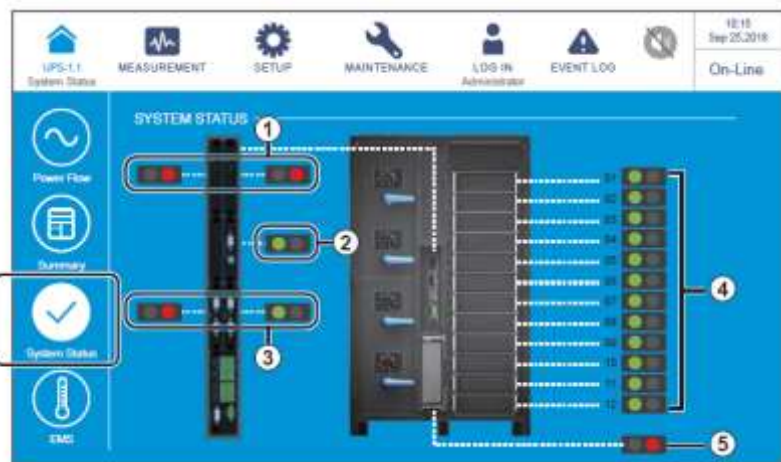 UPS-1.1
System Status
MEASUREMENT
SETUP
MAINTENANCE
LOG IN
Administrator
EVENT LOG
10:15
Sep 25,2018
On-Line
Power Flow
Summary
System Status
EMS
SYSTEM STATUS
1
2
3
01
02
03
04
05
06
07
08
09
10
11
12
4
5